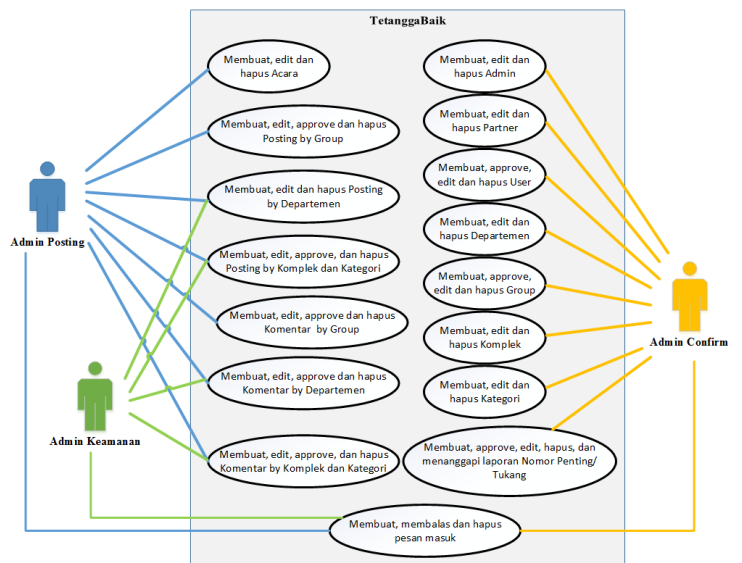 TetanggaBaik
Membuat, edit dan
hapus Acara
Membuat, edit, approve dan hapus
Posting by Group
Membuat, edit dan hapus Posting
by Departemen
Membuat, edit, approve, dan hapus
Posting by Komplek dan Kategori
Membuat, edit, approve dan hapus
Komentar  by Group
Membuat, edit, approve dan hapus
Komentar by Departemen
Membuat, edit, approve, dan hapus
Komentar by Komplek dan Kategori
Membuat, edit dan
hapus Admin
Membuat, edit dan
hapus Partner
Membuat, approve,
edit dan hapus User
Membuat, edit dan
hapus Departemen
Membuat, approve,
edit dan hapus Group
Membuat, edit dan
hapus Komplek
Membuat, edit dan
hapus Kategori
Membuat, approve, edit, hapus, dan
menanggapi laporan Nomor Penting/
Tukang
Membuat, membalas dan hapus
pesan masuk
Admin Posting
Admin Keamanan
Admin Confirm